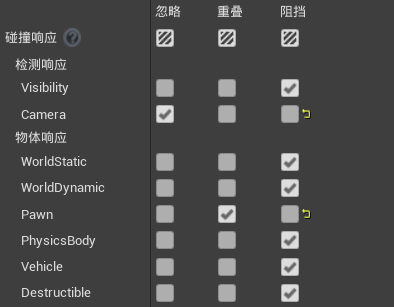 忽略 重叠 阻挡
碰撞响应 ?
检测响应
Visibility
Camera
物体响应
WorldStatic
WorldDynamic
Pawn
PhysicsBody
Vehicle
Destructible